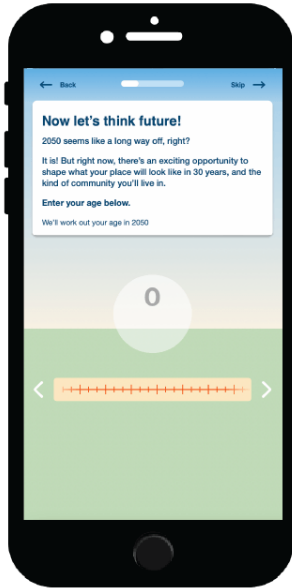 Back
Skip
Now let's think future!
2050 seems like a long way off, right?
It is! But right now, there's an exciting opportunity to
shape what your place will look like in 30 years, and the
kind of community you'll live in.
Enter your age below.
We'll work out your age in 2050
0